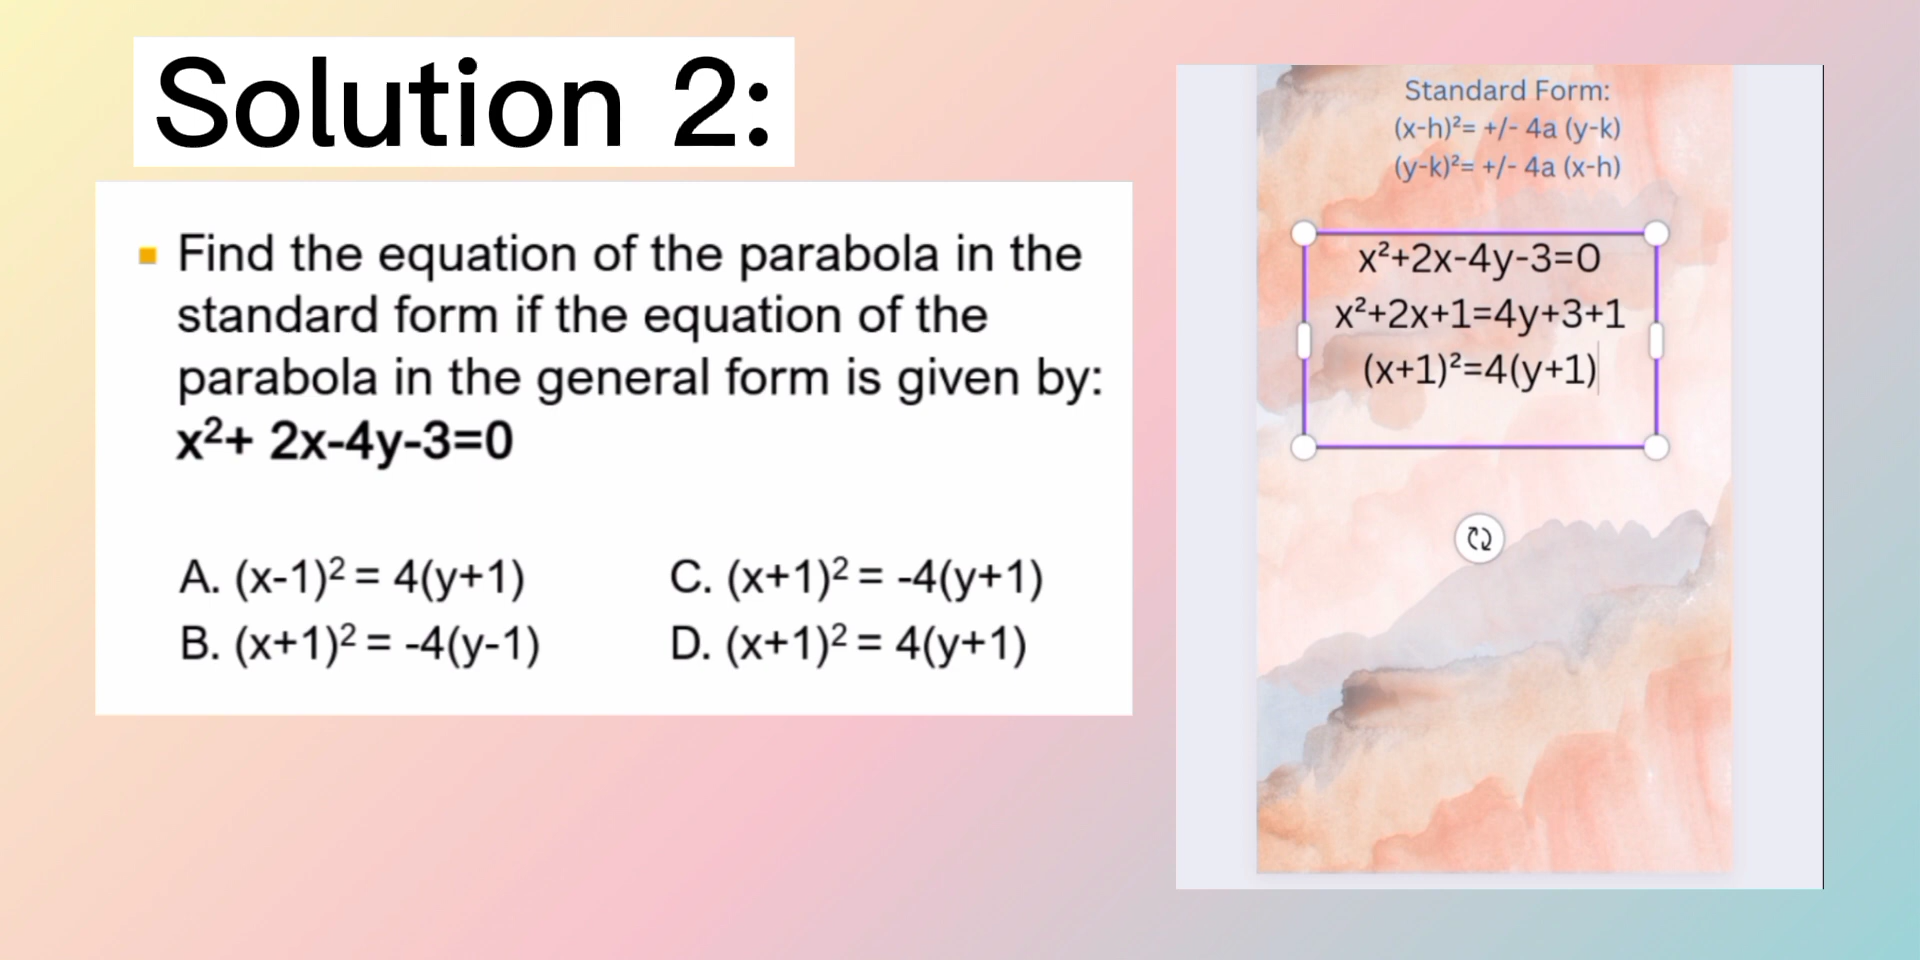 Solution 2:
Find the equation of the parabola in the
standard form if the equation of the
parabola in the general form is given by:
x²+ 2x-4y-3=0
A. (x-1)² = 4(y+1)
B. (x+1)² = -4(y-1)
C. (x+1)² = -4(y+1)
D. (x+1)² = 4(y+1)
Standard Form:
(x-h)²= +/- 4a (y-k)
(y-k)²= +/- 4a (x-h)
x²+2x-4y-3=0
x²+2x+1=4y+3+1
(x+1)²=4(y+1)